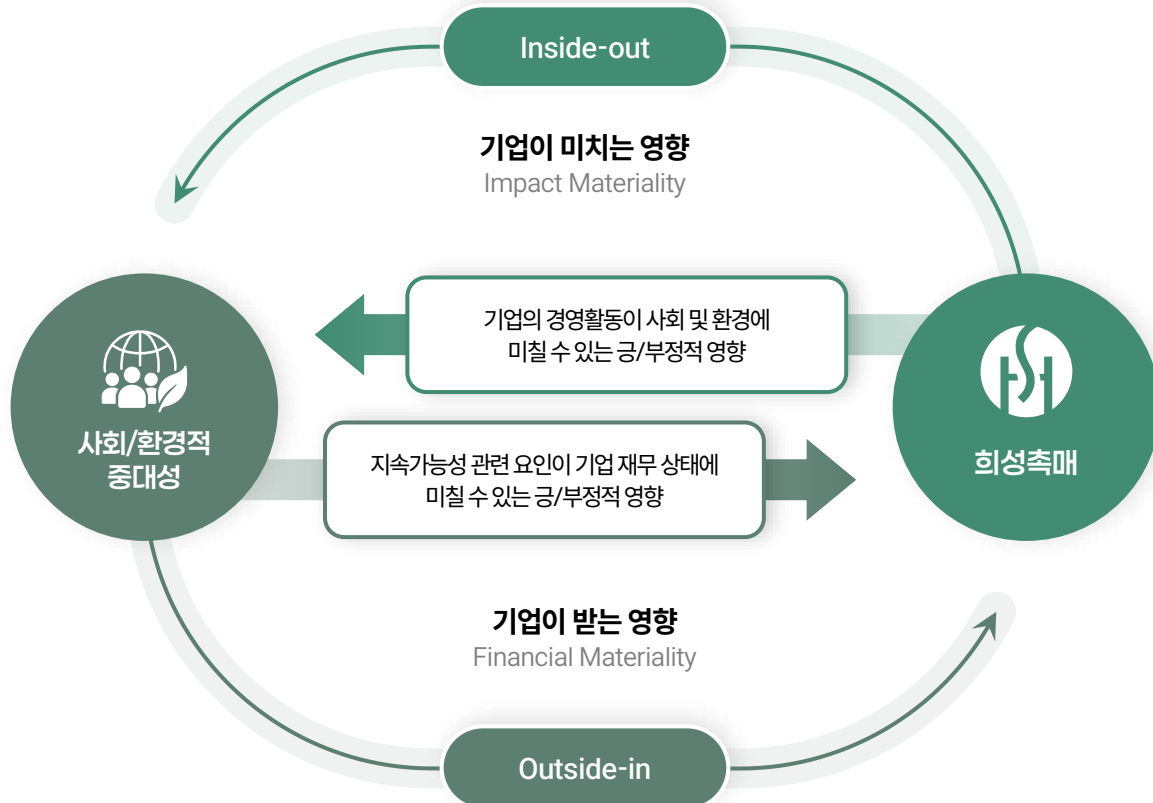 Inside-out
기업이 미치는 영향
Impact Materiality
기업의 경영활동이 사회 및 환경에
미칠 수 있는 긍/부정적 영향
사회/환경적
중대성
희성촉매
지속가능성 관련 요인이 기업 재무 상태에
미칠 수 있는 긍/부정적 영향
기업이 받는 영향
Financial Materiality
Outside-in